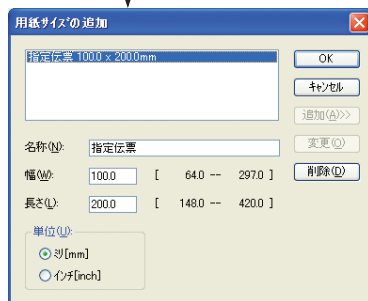 用紙サイズの追加
指定伝票 100.0 x 200.0mm
OK
キャンセル
追加(A)>>
変更(O)
削除(D)
名称(N): 指定伝票
幅(W): 100.0 [ 64.0 -- 297.0 ]
長さ(L): 200.0 [ 148.0 -- 420.0 ]
単位(U):
ミリ[mm]
インチ[inch]